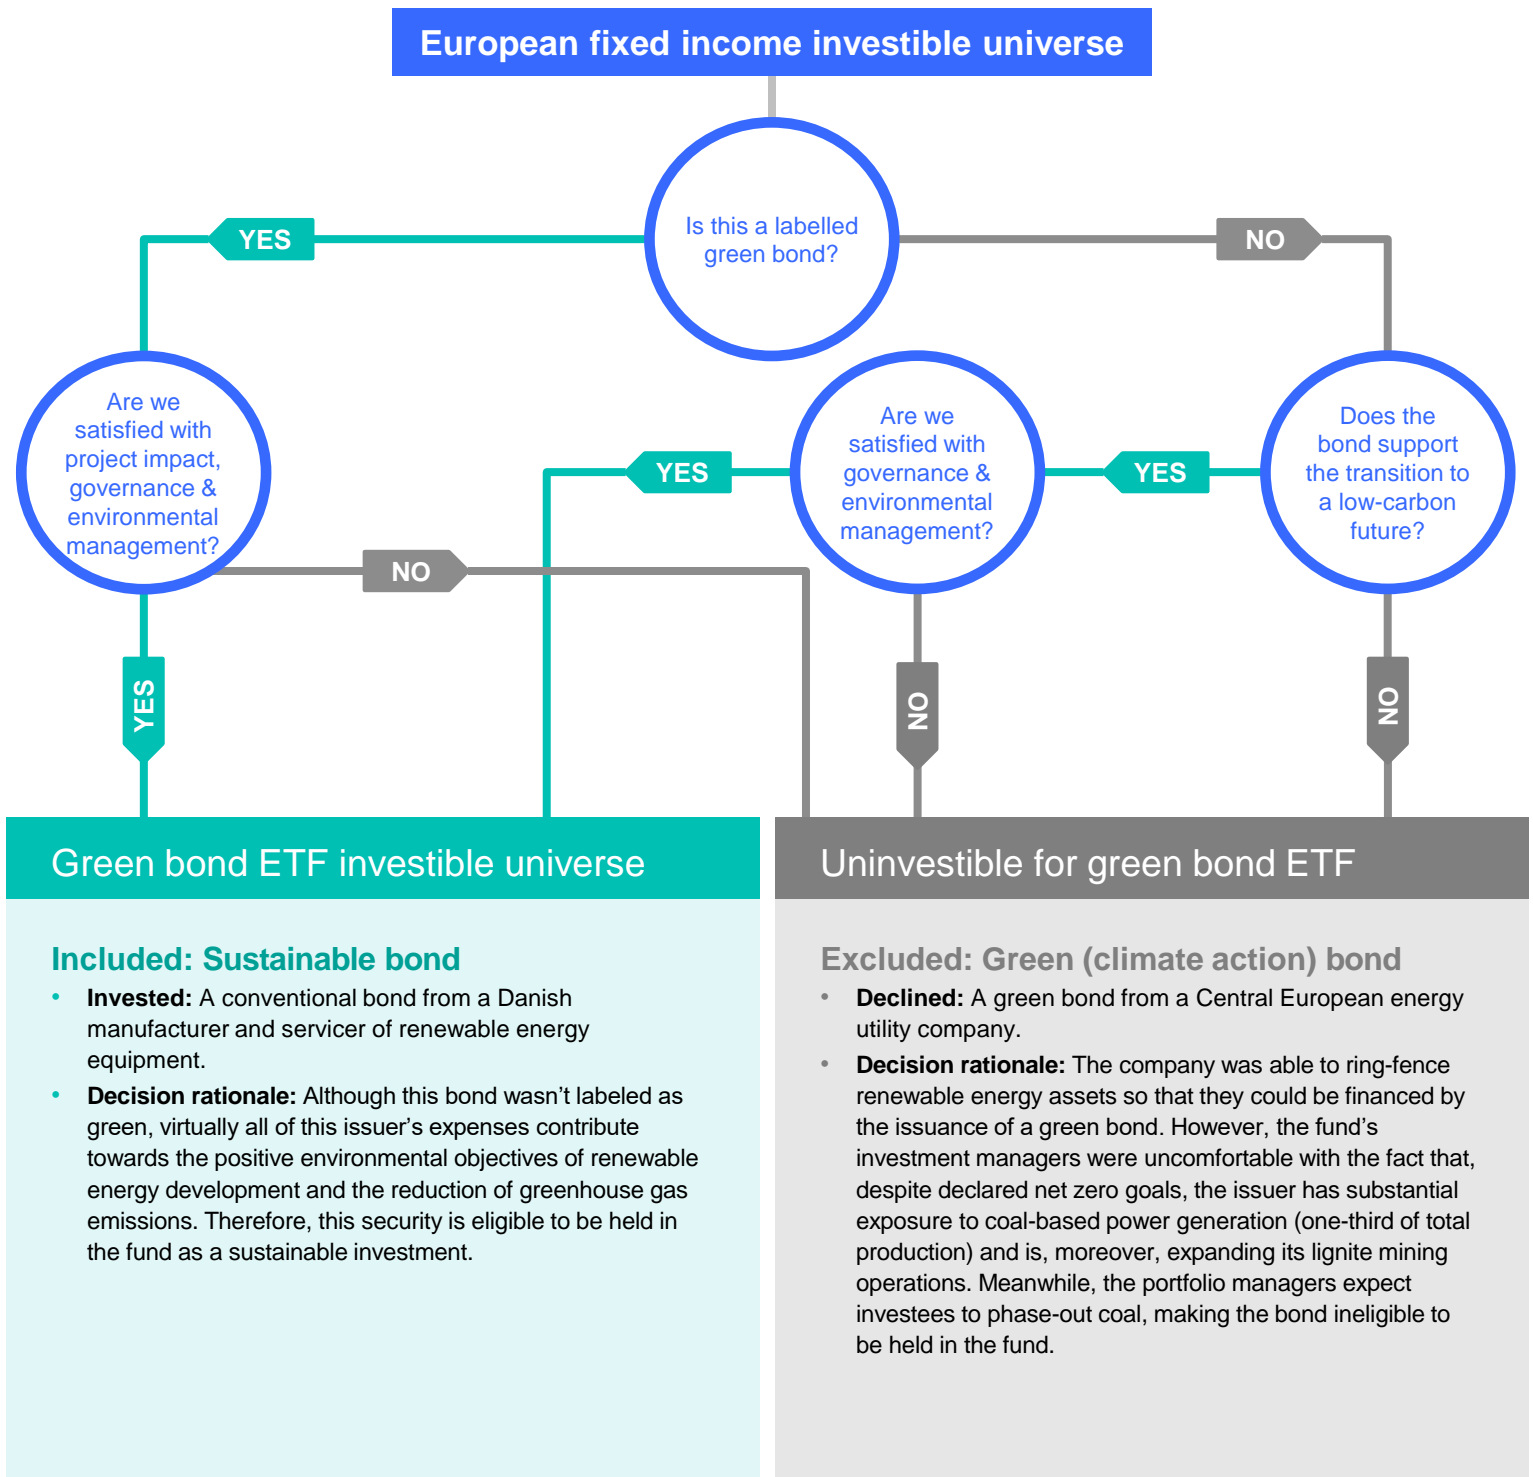 European fixed income investible universe
Is this a labelled
green bond?
YES
NO
Are we
satisfied with
project impact,
governance &
environmental
management?
Are we
satisfied with
governance &
environmental
management?
Does the
bond support
the transition to
a low-carbon
future?
YES
YES
NO
YES
NO
NO
Green bond ETF investible universe
Included: Sustainable bond
• Invested: A conventional bond from a Danish
manufacturer and servicer of renewable energy
equipment.
• Decision rationale: Although this bond wasn't labeled as
green, virtually all of this issuer's expenses contribute
towards the positive environmental objectives of renewable
energy development and the reduction of greenhouse gas
emissions. Therefore, this security is eligible to be held in
the fund as a sustainable investment.
Uninvestible for green bond ETF
Excluded: Green (climate action) bond
• Declined: A green bond from a Central European energy
utility company.
• Decision rationale: The company was able to ring-fence
renewable energy assets so that they could be financed by
the issuance of a green bond. However, the fund's
investment managers were uncomfortable with the fact that,
despite declared net zero goals, the issuer has substantial
exposure to coal-based power generation (one-third of total
production) and is, moreover, expanding its lignite mining
operations. Meanwhile, the portfolio managers expect
investees to phase-out coal, making the bond ineligible to
be held in the fund.